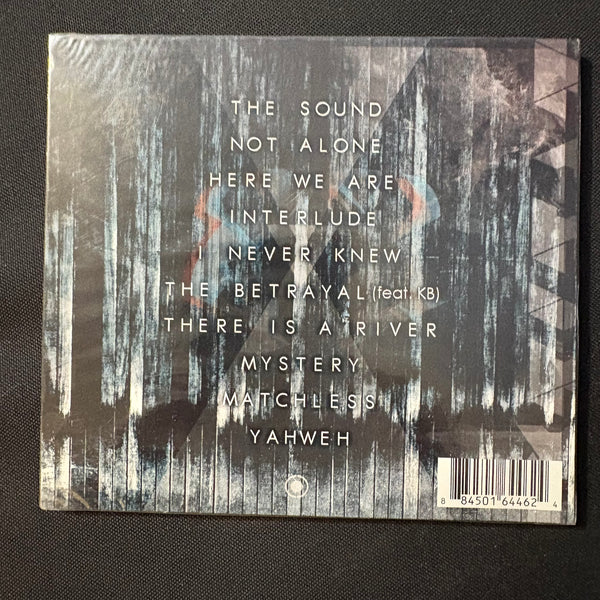 THE SOUND
NOT ALONE
HERE WE ARE
INTERLUDE
I NEVER KNEW
THE BETRAYAL (feat. KB)
THERE IS A RIVER
MYSTERY
MATCHLESS
YAHWEH
8 84501 64462 4